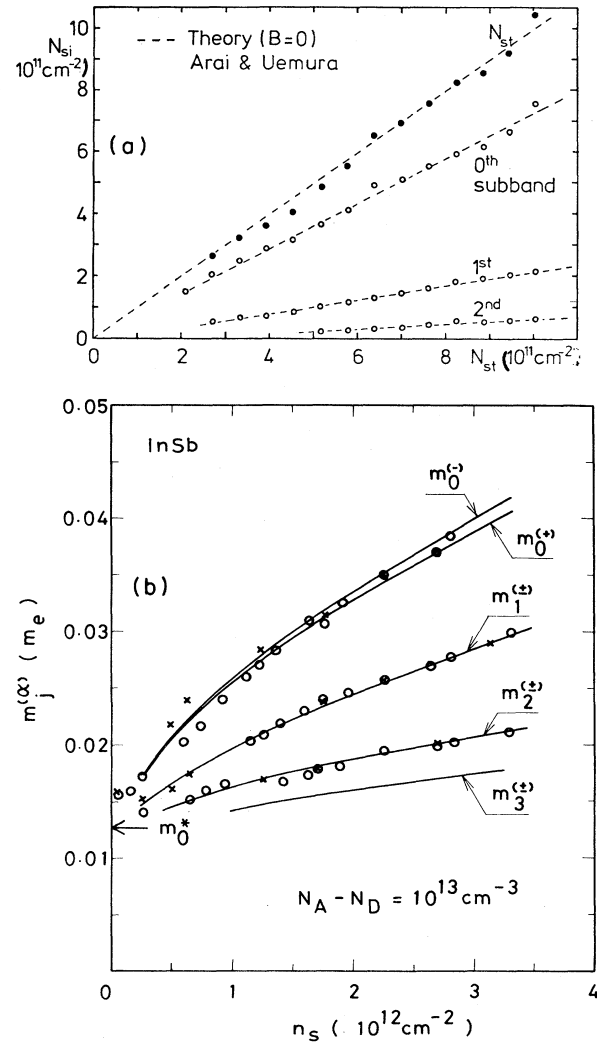 10
N_si
10^11 cm^-2)
8
6
4
2
0
--- Theory (B=0)
Arai & Uemura
(a)
N_st
0^th
subband
1^st
2^nd
0 2 4 6 8 N_st (10^11 cm^-2)
0.05
0.04
0.03
0.02
0.01
m_j^(α) (m_e)
InSb
(b)
m_0^(-)
m_0^(+)
m_1^(±)
m_2^(±)
m_3^(±)
m_0^*
N_A - N_D = 10^13 cm^-3
0 1 2 3 4
n_s ( 10^12 cm^-2 )